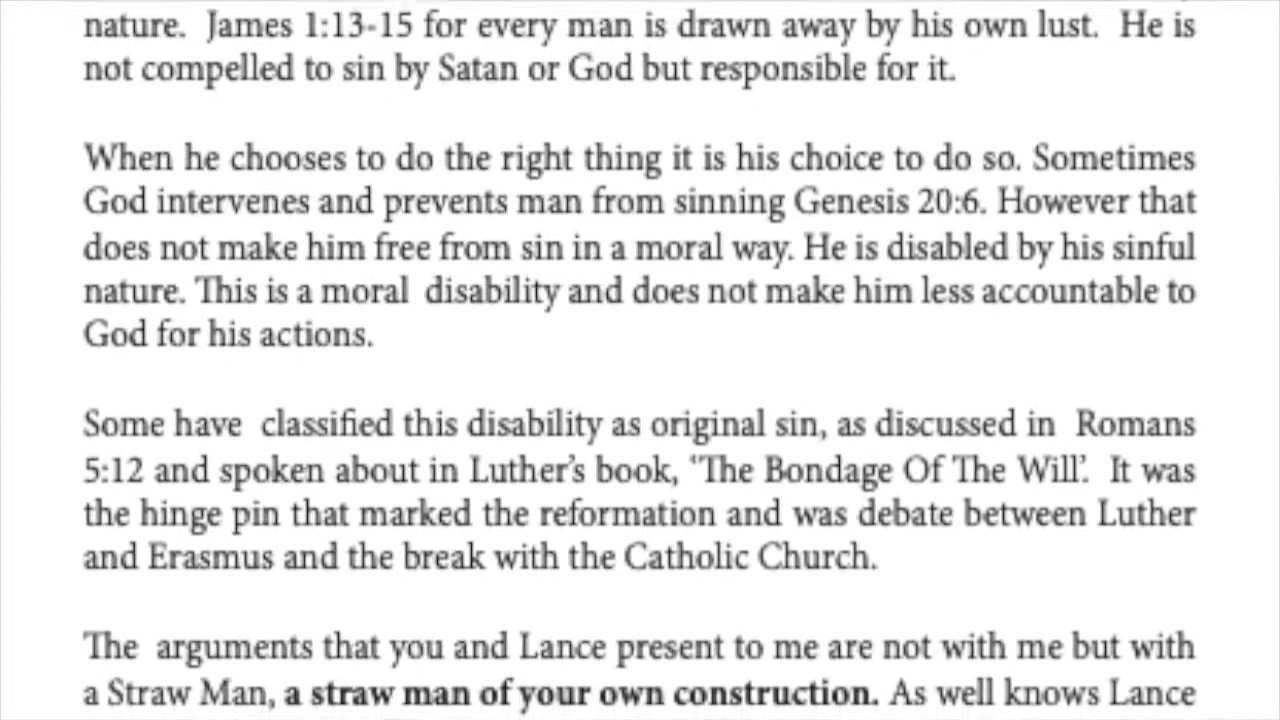 nature. James 1:13-15 for every man is drawn away by his own lust. He is
not compelled to sin by Satan or God but responsible for it.
When he chooses to do the right thing it is his choice to do so. Sometimes
God intervenes and prevents man from sinning Genesis 20:6. However that
does not make him free from sin in a moral way. He is disabled by his sinful
nature. This is a moral disability and does not make him less accountable to
God for his actions.
Some have classified this disability as original sin, as discussed in Romans
5:12 and spoken about in Luther’s book, ‘The Bondage Of The Will’. It was
the hinge pin that marked the reformation and was debate between Luther
and Erasmus and the break with the Catholic Church.
The arguments that you and Lance present to me are not with me but with
a Straw Man, a straw man of your own construction. As well knows Lance